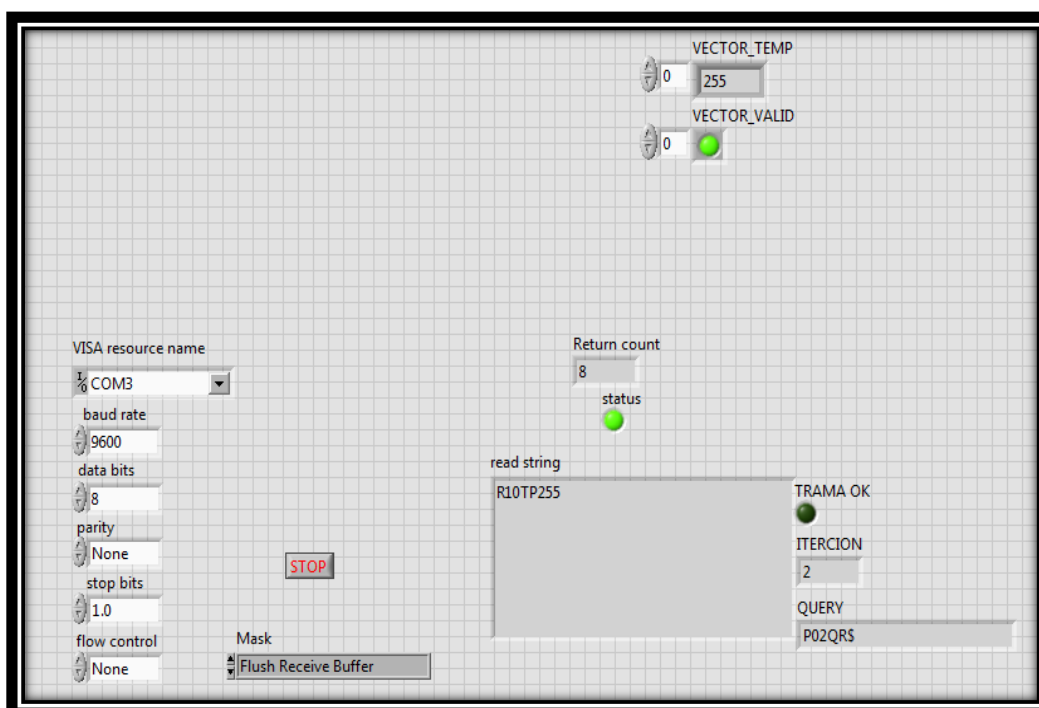 VECTOR_TEMP
0
255
VECTOR_VALID
0
VISA resource name
I/O COM3
baud rate
9600
data bits
8
parity
None
stop bits
1.0
flow control
None
STOP
Mask
Flush Receive Buffer
Return count
8
status
read string
R10TP255
TRAMA OK
ITERCION
2
QUERY
P02QR$